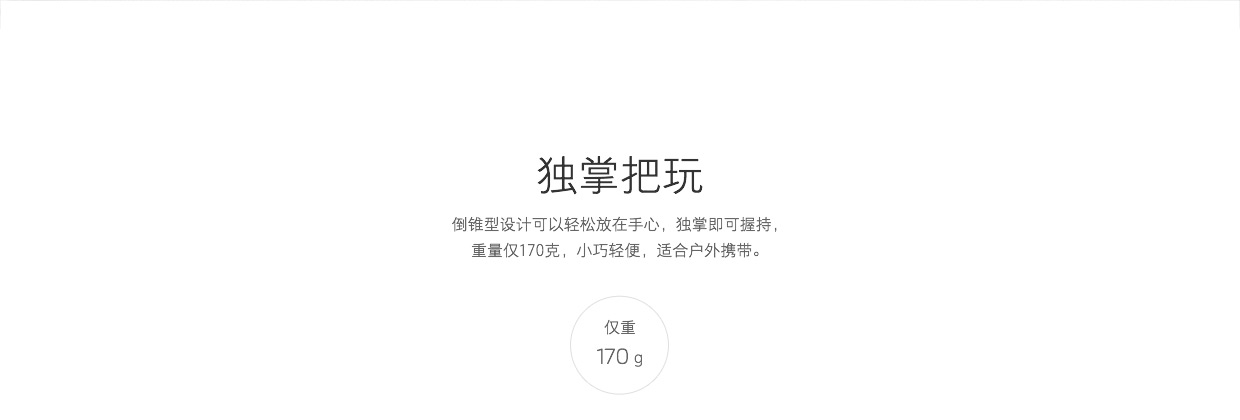 独掌把玩
倒锥型设计可以轻松放在手心，独掌即可握持，
重量仅170克，小巧轻便，适合户外携带。
仅重
170 g